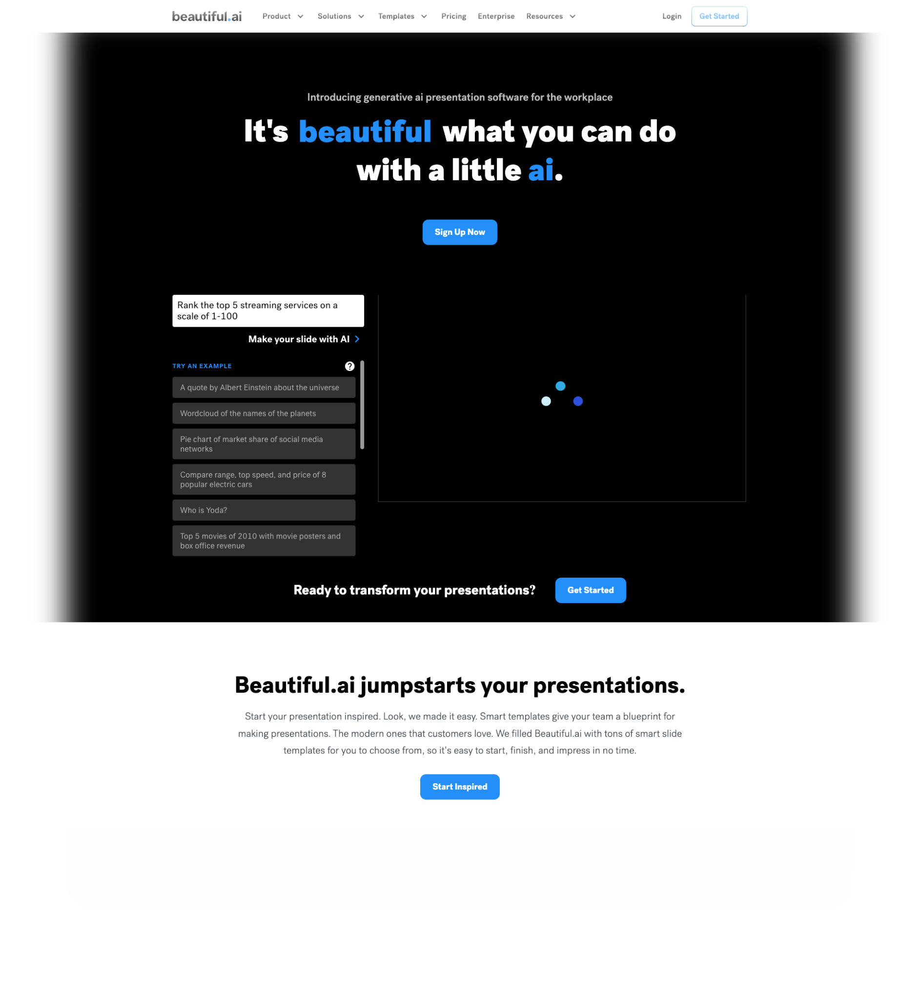 beautiful.ai Product Solutions Templates Pricing Enterprise Resources Login Get Started
Introducing generative ai presentation software for the workplace
It's beautiful what you can do
with a little ai.
Sign Up Now
Rank the top 5 streaming services on a
scale of 1-100
Make your slide with AI
TRY AN EXAMPLE
A quote by Albert Einstein about the universe
Wordcloud of the names of the planets
Pie chart of market share of social media
networks
Compare range, top speed, and price of 8
popular electric cars
Who is Yoda?
Top 5 movies of 2010 with movie posters and
box office revenue
Ready to transform your presentations? Get Started
Beautiful.ai jumpstarts your presentations.
Start your presentation inspired. Look, we made it easy. Smart templates give your team a blueprint for
making presentations. The modern ones that customers love. We filled Beautiful.ai with tons of smart slide
templates for you to choose from, so it's easy to start, finish, and impress in no time.
Start Inspired